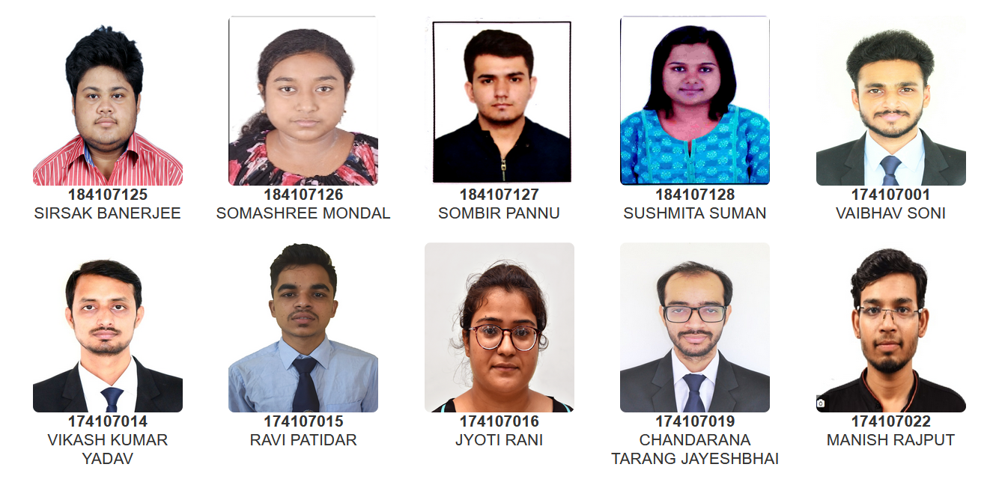 184107125
SIRSAK BANERJEE
184107126
SOMASHREE MONDAL
184107127
SOMBIR PANNU
184107128
SUSHMITA SUMAN
174107001
VAIBHAV SONI
174107014
VIKASH KUMAR
YADAV
174107015
RAVI PATIDAR
174107016
JYOTI RANI
174107019
CHANDARANA
TARANG JAYESHBHAI
174107022
MANISH RAJPUT